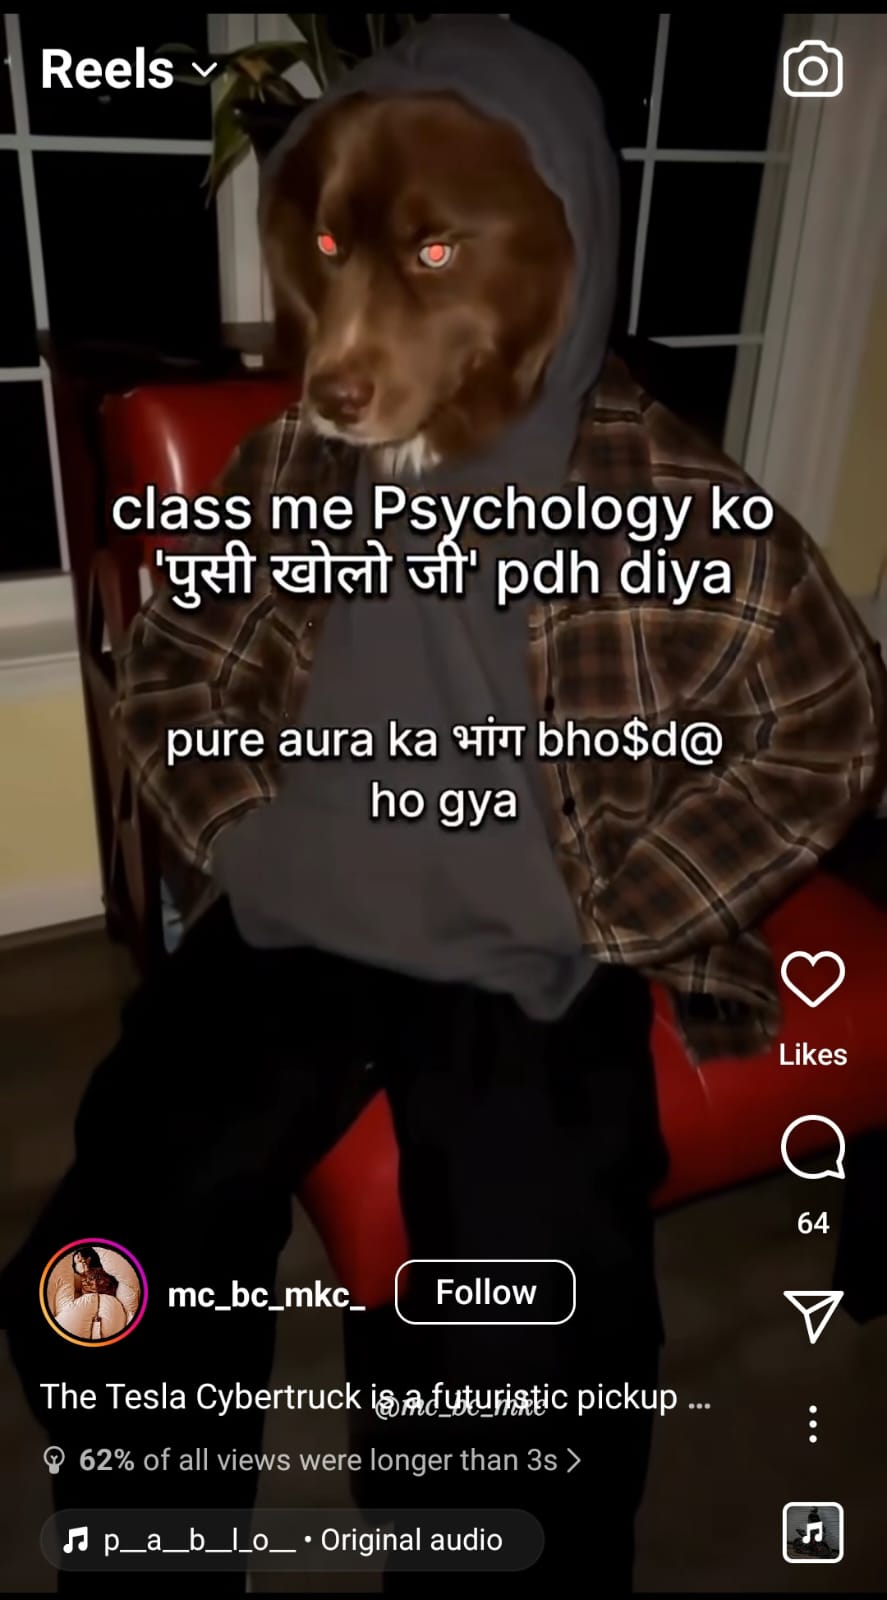 Reels
class me Psychology ko
'पुसी खोलो जी' pdh diya
pure aura ka भांग bho$d@
ho gya
Likes
64
mc_bc_mkc_
Follow
The Tesla Cybertruck is a futuristic pickup ...
@mc_bc_mkc
62% of all views were longer than 3s >
p__a__b__l_o__ • Original audio